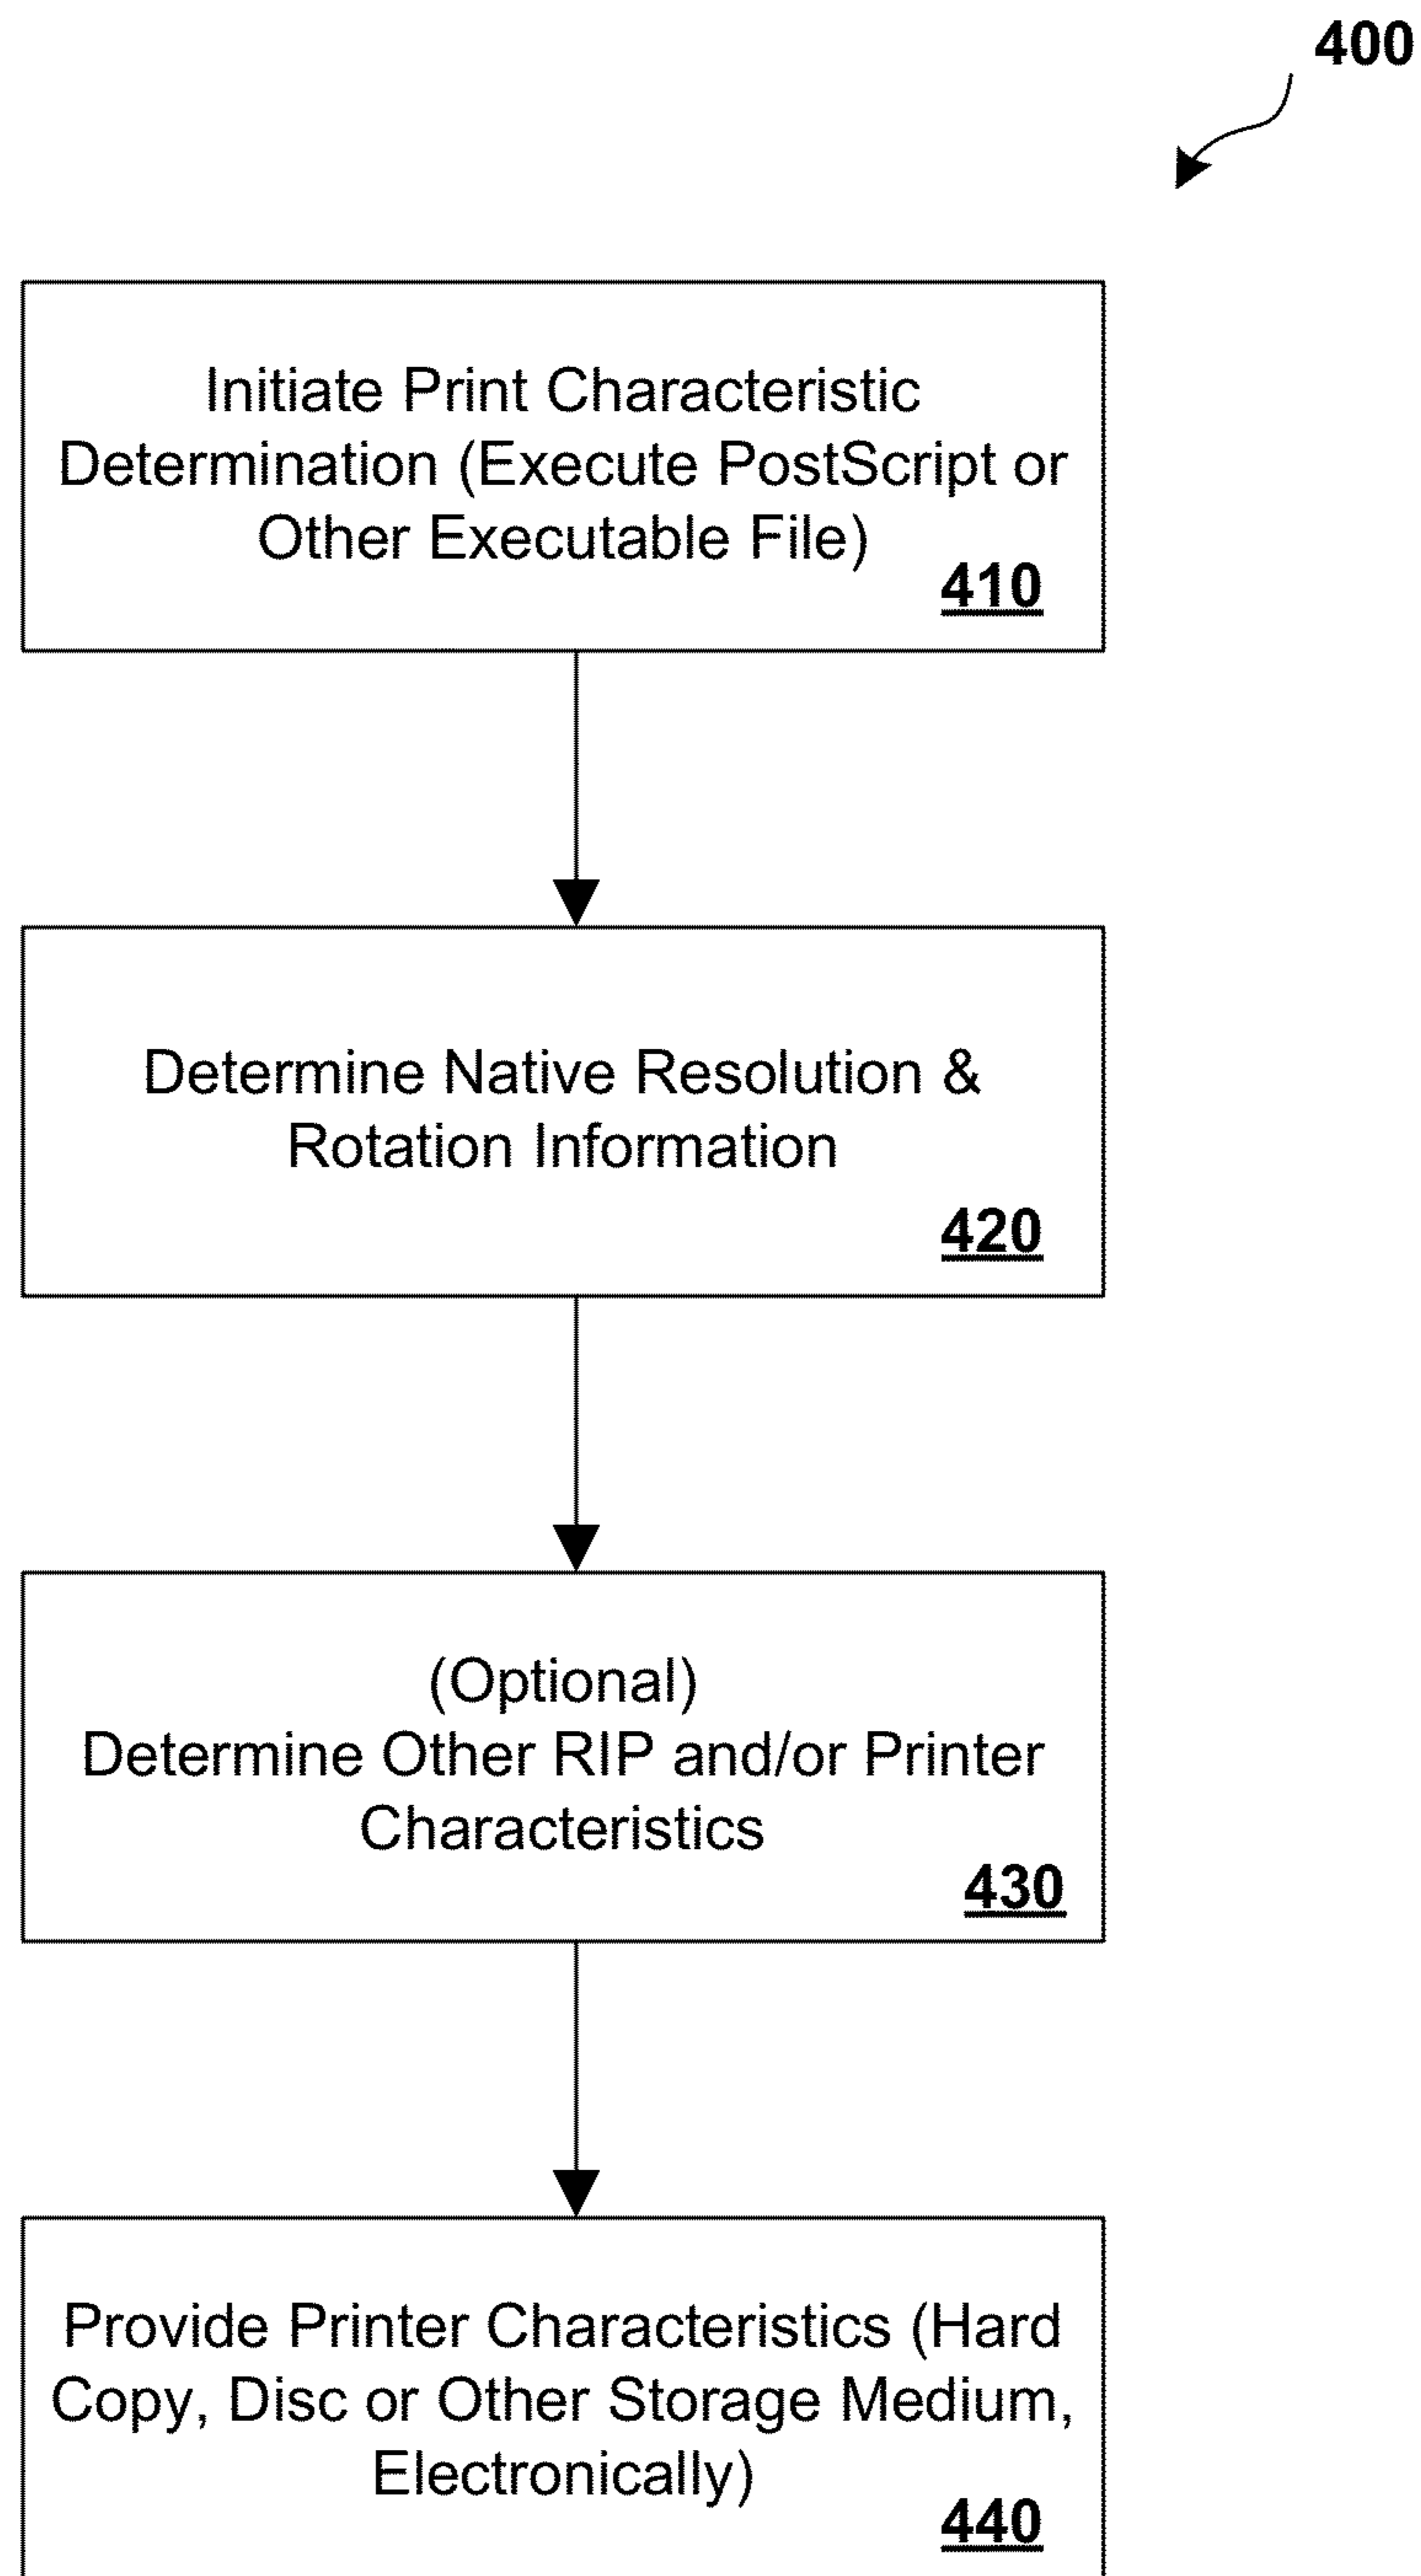 400
Initiate Print Characteristic
Determination (Execute PostScript or
Other Executable File)
410
Determine Native Resolution &
Rotation Information
420
(Optional)
Determine Other RIP and/or Printer
Characteristics
430
Provide Printer Characteristics (Hard
Copy, Disc or Other Storage Medium,
Electronically)
440